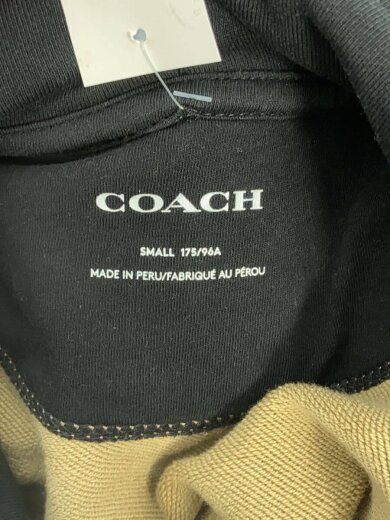 COACH
SMALL 175/96A
MADE IN PERU/FABRIQUÉ AU PÉROU